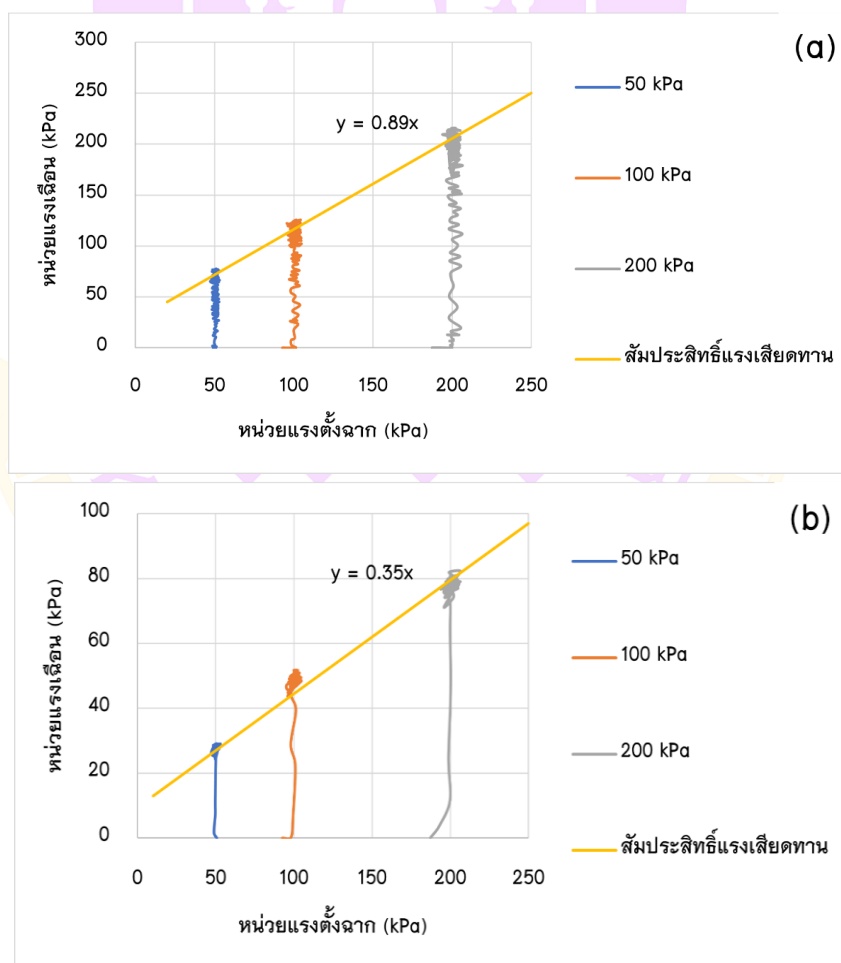 (a)
หน่วยแรงเฉือน (kPa)
300
250
200
150
100
50
0
y = 0.89x
0 50 100 150 200 250
หน่วยแรงตั้งฉาก (kPa)
50 kPa
100 kPa
200 kPa
สัมประสิทธิ์แรงเสียดทาน
(b)
หน่วยแรงเฉือน (kPa)
100
80
60
40
20
0
y = 0.35x
0 50 100 150 200 250
หน่วยแรงตั้งฉาก (kPa)
50 kPa
100 kPa
200 kPa
สัมประสิทธิ์แรงเสียดทาน